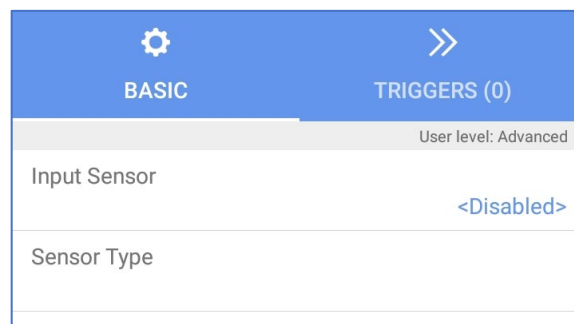 BASIC
TRIGGERS (0)
User level: Advanced
Input Sensor
<Disabled>
Sensor Type